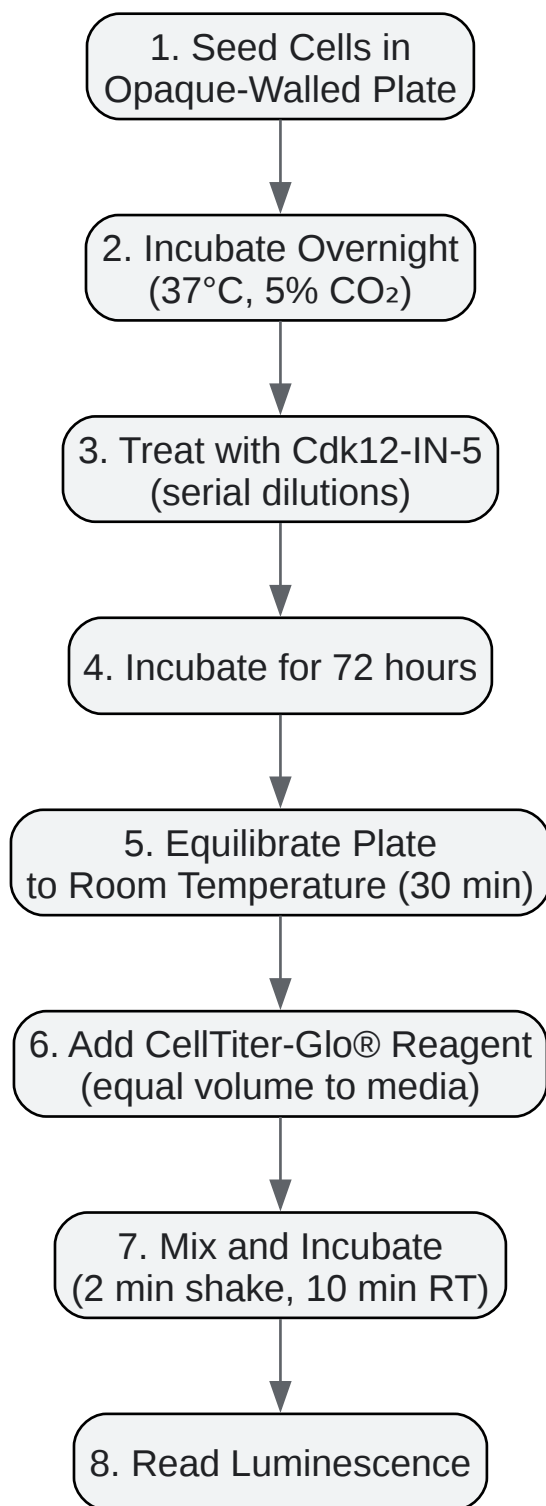 1. Seed Cells in
Opaque-Walled Plate
2. Incubate Overnight
(37°C, 5% CO₂)
3. Treat with Cdk12-IN-5
(serial dilutions)
4. Incubate for 72 hours
5. Equilibrate Plate
to Room Temperature (30 min)
6. Add CellTiter-Glo® Reagent
(equal volume to media)
7. Mix and Incubate
(2 min shake, 10 min RT)
8. Read Luminescence